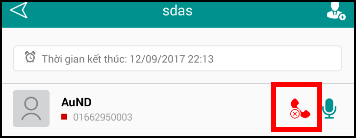 sdas
Thời gian kết thúc: 12/09/2017 22:13
AuND
01662950003